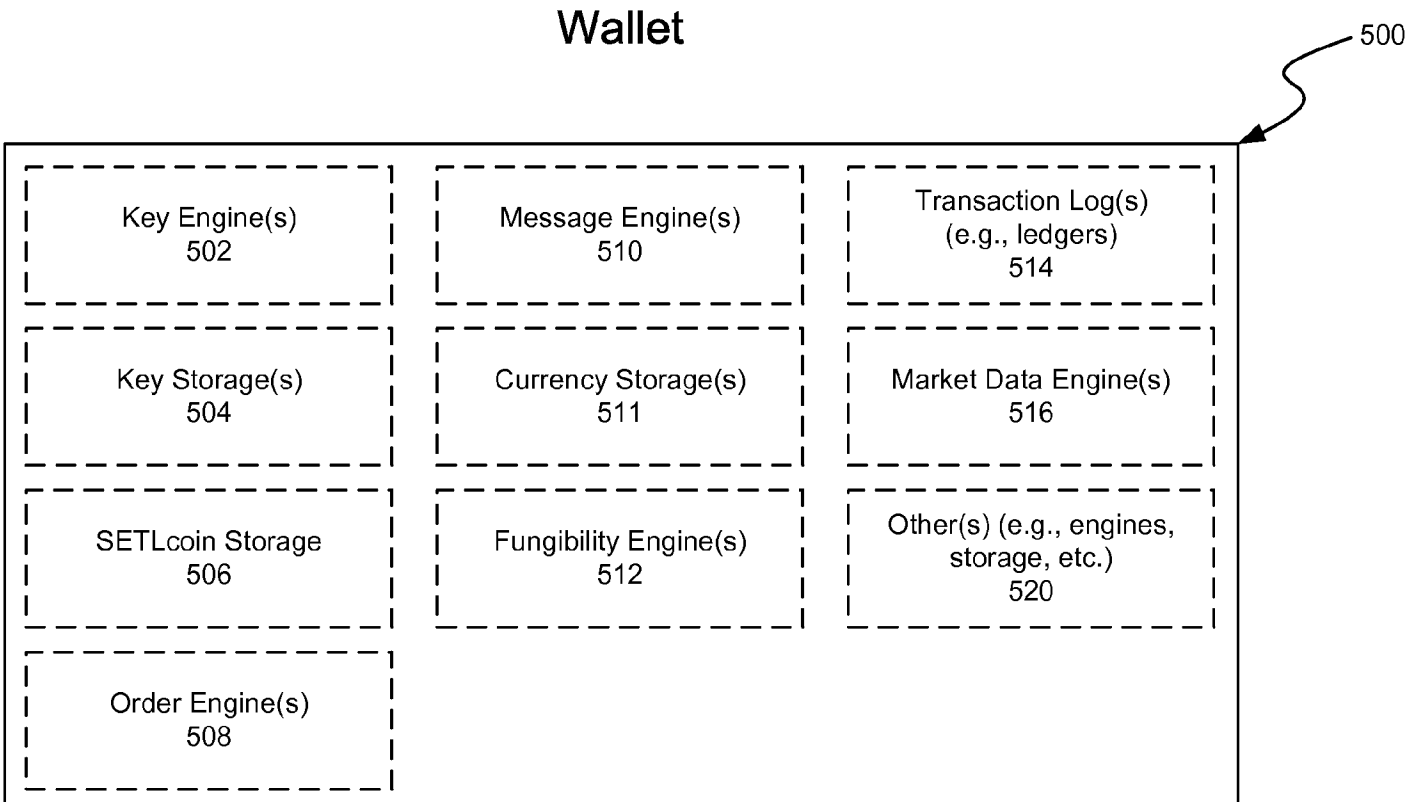 Wallet
500
Key Engine(s)
502
Message Engine(s)
510
Transaction Log(s)
(e.g., ledgers)
514
Key Storage(s)
504
Currency Storage(s)
511
Market Data Engine(s)
516
SETLcoin Storage
506
Fungibility Engine(s)
512
Other(s) (e.g., engines,
storage, etc.)
520
Order Engine(s)
508